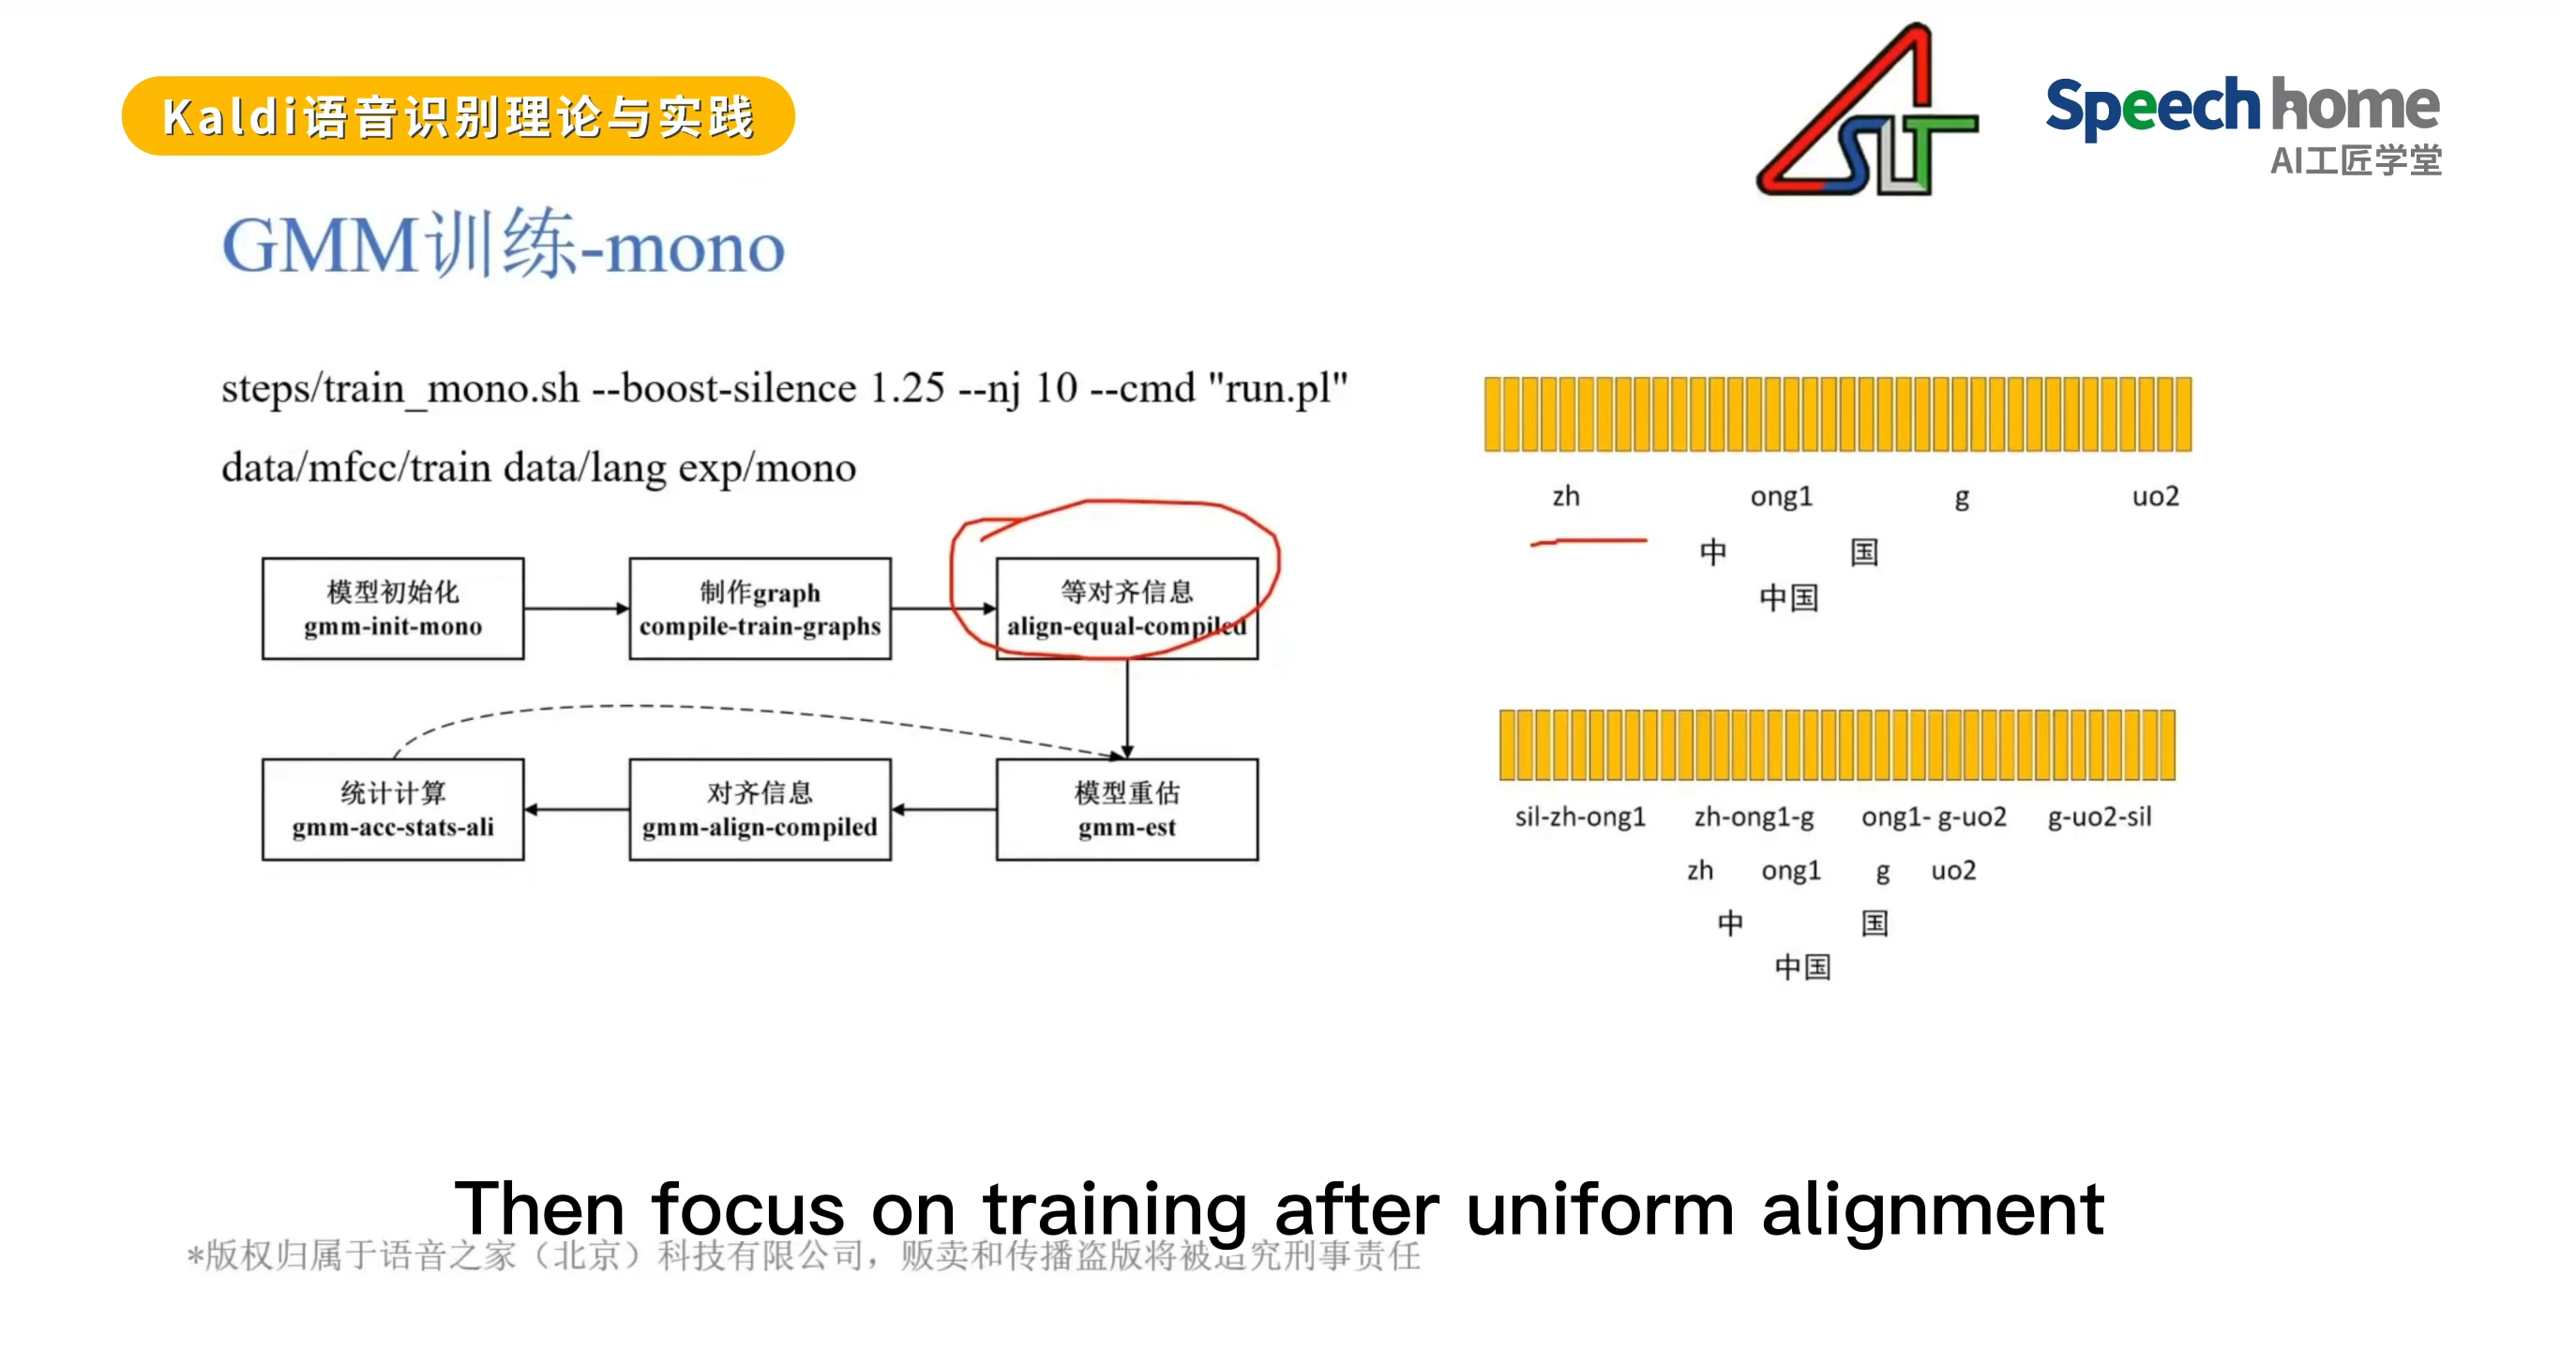 Kaldi语音识别理论与实践
SLT
Speech home
AI工匠学堂
GMM训练-mono
steps/train_mono.sh --boost-silence 1.25 --nj 10 --cmd "run.pl"
data/mfcc/train data/lang exp/mono
模型初始化
gmm-init-mono
制作graph
compile-train-graphs
等对齐信息
align-equal-compiled
统计计算
gmm-acc-stats-ali
对齐信息
gmm-align-compiled
模型重估
gmm-est
zh ong1 g uo2
中 国
中国
sil-zh-ong1 zh-ong1-g ong1- g-uo2 g-uo2-sil
zh ong1 g uo2
中 国
中国
Then focus on training after uniform alignment
*版权归属于语音之家（北京）科技有限公司，贩卖和传播盗版将被追究刑事责任